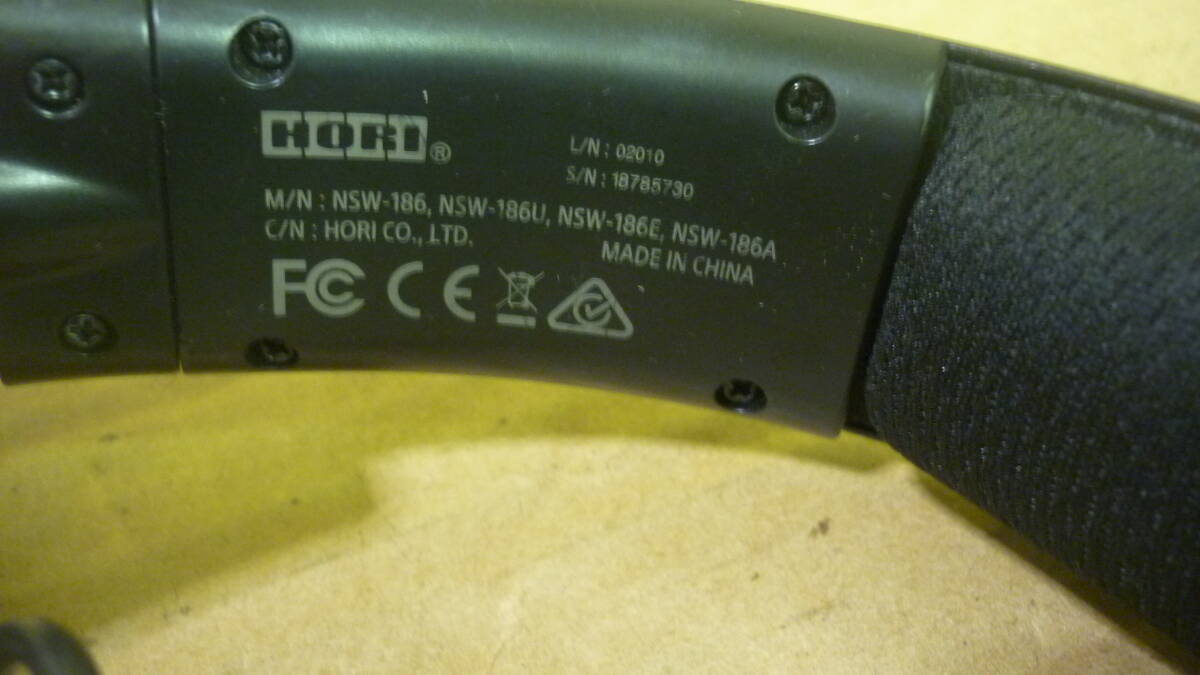 HORI®
L/N : 02010
S/N : 18785730
M/N : NSW-186, NSW-186U, NSW-186E, NSW-186A
C/N : HORI CO., LTD.
MADE IN CHINA
FC CE